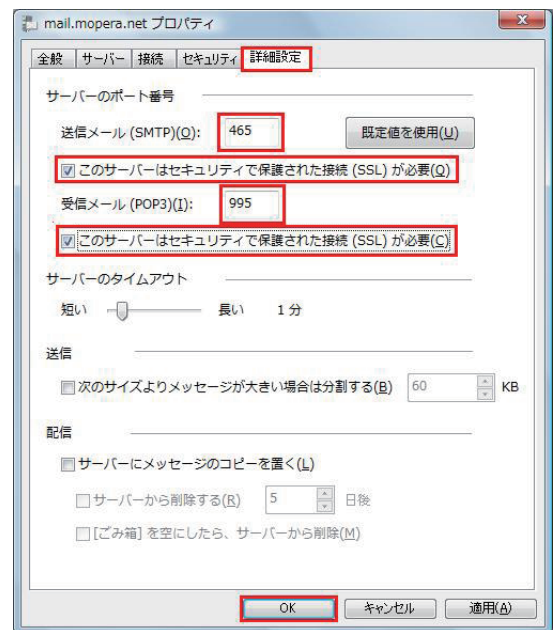 mail.mopera.net プロパティ
全般 サーバー 接続 セキュリティ 詳細設定
サーバーのポート番号
送信メール (SMTP)(O): 465 既定値を使用(U)
このサーバーはセキュリティで保護された接続 (SSL) が必要(Q)
受信メール (POP3)(I): 995
このサーバーはセキュリティで保護された接続 (SSL) が必要(C)
サーバーのタイムアウト
短い 長い 1 分
送信
次のサイズよりメッセージが大きい場合は分割する(B) 60 KB
配信
サーバーにメッセージのコピーを置く(L)
サーバーから削除する(R) 5 日後
[ごみ箱] を空にしたら、サーバーから削除(M)
OK キャンセル 適用(A)